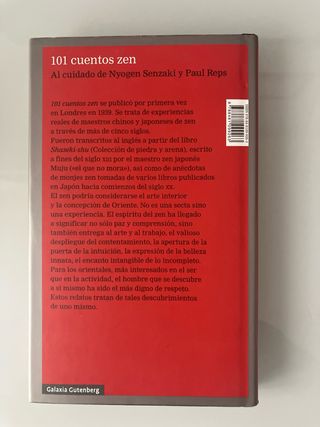 101 cuentos zen
Al cuidado de Nyogen Senzaki y Paul Reps
101 cuentos zen se publicó por primera vez
en Londres en 1939. Se trata de experiencias
reales de maestros chinos y japoneses de zen
a través de más de cinco siglos.
Fueron transcritos al inglés a partir del libro
Shaseki-shu (Colección de piedra y arena), escrito
a fines del siglo XIII por el maestro zen japonés
Muju («el que no mora»), así como de anécdotas
de monjes zen tomadas de varios libros publicados
en Japón hacia comienzos del siglo XX.
El zen podría considerarse el arte interior
y la concepción de Oriente. No es una secta sino
una experiencia. El espíritu del zen ha llegado
a significar no sólo paz y comprensión, sino
también entrega al arte y al trabajo, el valioso
despliegue del contentamiento, la apertura de la
puerta de la intuición, la expresión de la belleza
innata, el encanto intangible de lo incompleto.
Para los orientales, más interesados en el ser
que en la actividad, el hombre que se descubre
a sí mismo ha sido el más digno de respeto.
Estos relatos tratan de tales descubrimientos
de uno mismo.
Galaxia Gutenberg